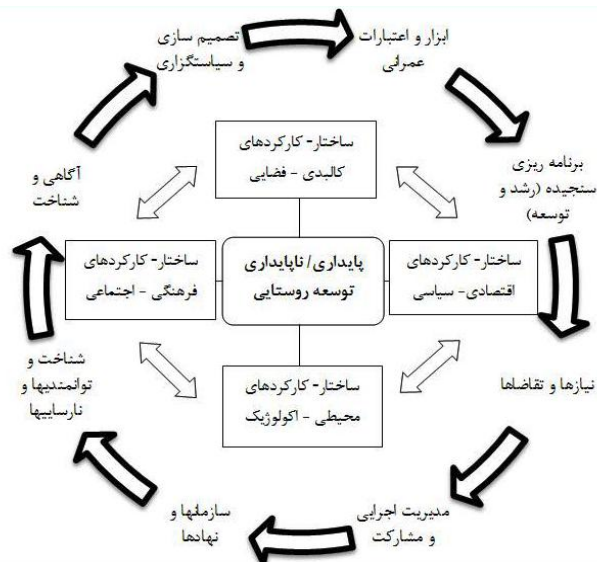 تصمیم سازی
و سیاستگزاری
ابزار و اعتبارات
عمرانی
برنامه ریزی
سنجیده (رشد و
توسعه)
نیازها و تقاضاها
مدیریت اجرایی
و مشارکت
سازمانها و
نهادها
شناخت و
توانمندیها و
نارساییها
آگاهی و
شناخت
ساختار- کارکردهای
کالبدی - فضایی
ساختار- کارکردهای
اقتصادی- سیاسی
پایداری/ ناپایداری
توسعه روستایی
ساختار- کارکردهای
فرهنگی - اجتماعی
ساختار- کارکردهای
محیطی - اکولوژیک